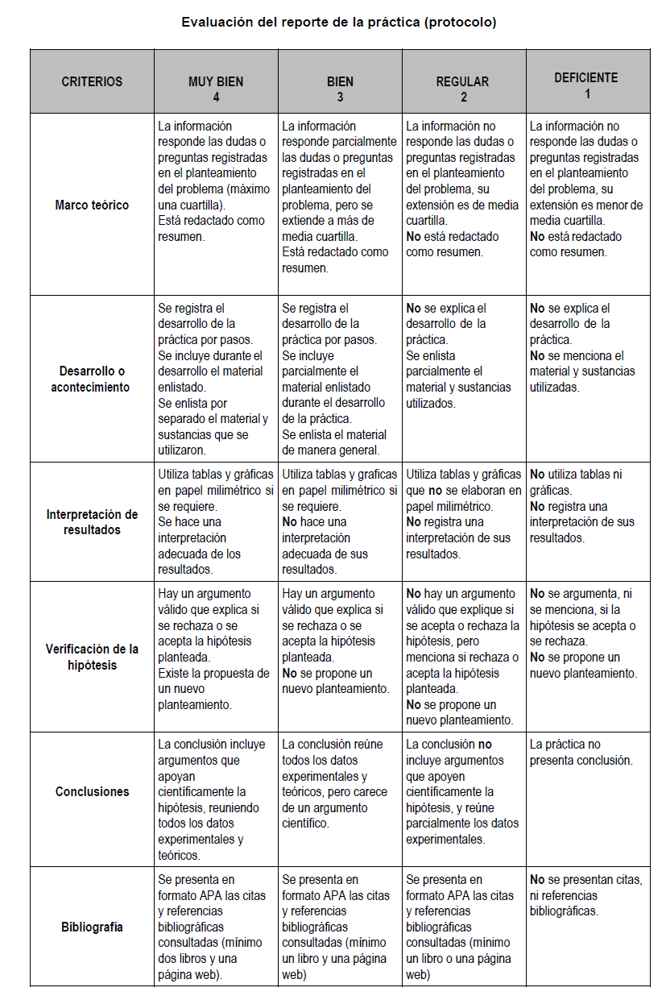 Evaluación del reporte de la práctica (protocolo)
CRITERIOS
MUY BIEN
4
BIEN
3
REGULAR
2
DEFICIENTE
1
Marco teórico
La información
responde las dudas o
preguntas registradas
en el planteamiento
del problema (máximo
una cuartilla).
Está redactado como
resumen.
La información
responde parcialmente
las dudas o preguntas
registradas en el
planteamiento del
problema, pero se
extiende a más de
media cuartilla.
Está redactado como
resumen.
La información no
responde las dudas o
preguntas registradas
en el planteamiento
del problema, su
extensión es de media
cuartilla.
No está redactado
como resumen.
La información no
responde las dudas o
preguntas registradas
en el planteamiento
del problema, su
extensión es menor de
media cuartilla.
No está redactado
como resumen.
Desarrollo o
acontecimiento
Se registra el
desarrollo de la
práctica por pasos.
Se incluye durante el
desarrollo el material
enlistado.
Se enlista por
separado el material y
sustancias que se
utilizaron.
Se registra el
desarrollo de la
práctica por pasos.
Se incluye
parcialmente el
material enlistado
durante el desarrollo
de la práctica.
Se enlista el material
de manera general.
No se explica el
desarrollo de la
práctica.
Se enlista
parcialmente el
material y sustancias
utilizados.
No se explica el
desarrollo de la
práctica.
No se menciona el
material y sustancias
utilizadas.
Interpretación de
resultados
Utiliza tablas y gráficas
en papel milimétrico si
se requiere.
Se hace una
interpretación
adecuada de los
resultados.
Utiliza tablas y graficas
en papel milimétrico si
se requiere.
No hace una
interpretación
adecuada de sus
resultados.
Utiliza tablas y gráficas
que no se elaboran en
papel milimétrico.
No registra una
interpretación de sus
resultados.
No utiliza tablas ni
gráficas.
No registra una
interpretación de sus
resultados.
Verificación de la
hipótesis
Hay un argumento
válido que explica si
se rechaza o se
acepta la hipótesis
planteada.
Existe la propuesta de
un nuevo
planteamiento.
Hay un argumento
válido que explica si
se rechaza o se
acepta la hipótesis
planteada.
No se propone un
nuevo planteamiento.
No hay un argumento
válido que explique si
se acepta o rechaza la
hipótesis, pero
menciona si rechaza o
acepta la hipótesis
planteada.
No se propone un
nuevo planteamiento.
No se argumenta, ni
se menciona, si la
hipótesis se acepta o
se rechaza.
No se propone un
nuevo planteamiento.
Conclusiones
La conclusión incluye
argumentos que
apoyan
científicamente la
hipótesis, reuniendo
todos los datos
experimentales y
teóricos.
La conclusión reúne
todos los datos
experimentales y
teóricos, pero carece
de un argumento
científico.
La conclusión no
incluye argumentos
que apoyen
científicamente la
hipótesis, y reúne
parcialmente los datos
experimentales.
La práctica no
presenta conclusión.
Bibliografía
Se presenta en
formato APA las citas
y referencias
bibliográficas
consultadas (mínimo
dos libros y una
página web).
Se presenta en
formato APA las citas
y referencias
bibliográficas
consultadas (mínimo
un libro y una página
web)
Se presenta en
formato APA las citas
y referencias
bibliográficas
consultadas (mínimo
un libro o una página
web)
No se presentan citas,
ni referencias
bibliográficas.